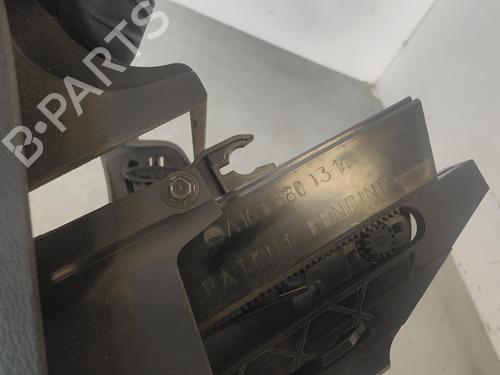 B-PARTS
A167 680 13 14
PATENT PENDING